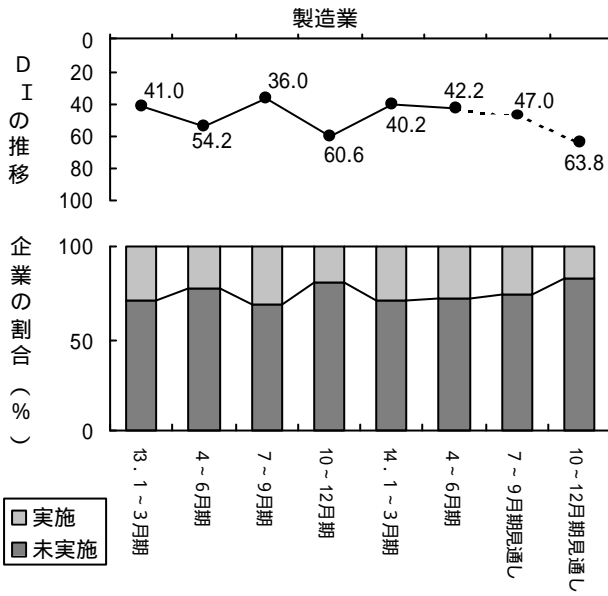 製造業
DIの推移
0
20
40
60
80
100
41.0
54.2
36.0
60.6
40.2
42.2
47.0
63.8
企業の割合（%）
100
50
0
13．1～3月期
4～6月期
7～9月期
10～12月期
14．1～3月期
4～6月期
7～9月期見通し
10～12月期見通し
実施
未実施